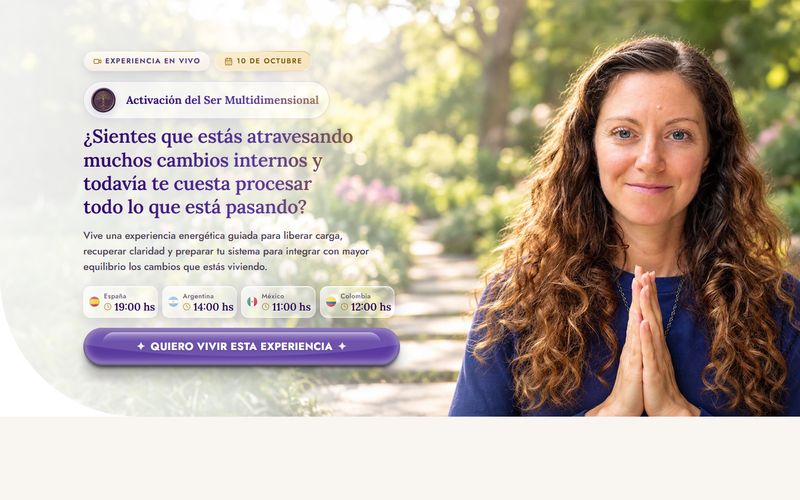 EXPERIENCIA EN VIVO
10 DE OCTUBRE
Activación del Ser Multidimensional
¿Sientes que estás atravesando
muchos cambios internos y
todavía te cuesta procesar
todo lo que está pasando?
Vive una experiencia energética guiada para liberar carga,
recuperar claridad y preparar tu sistema para integrar con mayor
equilibrio los cambios que estás viviendo.
España
19:00 hs
Argentina
14:00 hs
México
11:00 hs
Colombia
12:00 hs
✦ QUIERO VIVIR ESTA EXPERIENCIA ✦